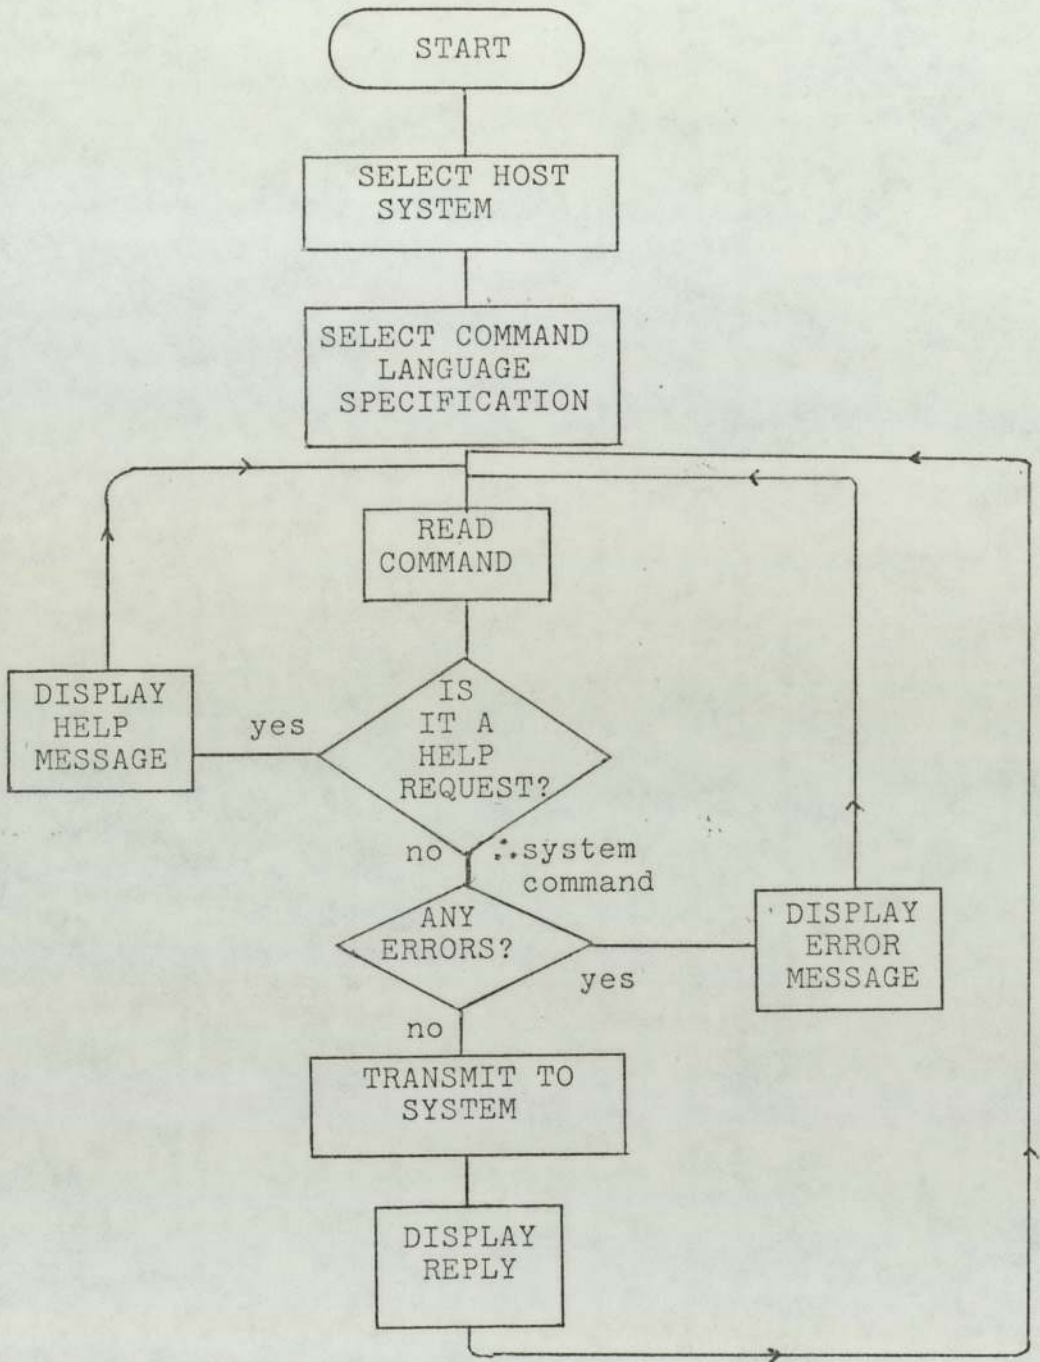 START
SELECT HOST
SYSTEM
SELECT COMMAND
LANGUAGE
SPECIFICATION
READ
COMMAND
DISPLAY
HELP
MESSAGE
yes
IS
IT A
HELP
REQUEST?
no
∴system
command
ANY
ERRORS?
yes
DISPLAY
ERROR
MESSAGE
no
TRANSMIT TO
SYSTEM
DISPLAY
REPLY